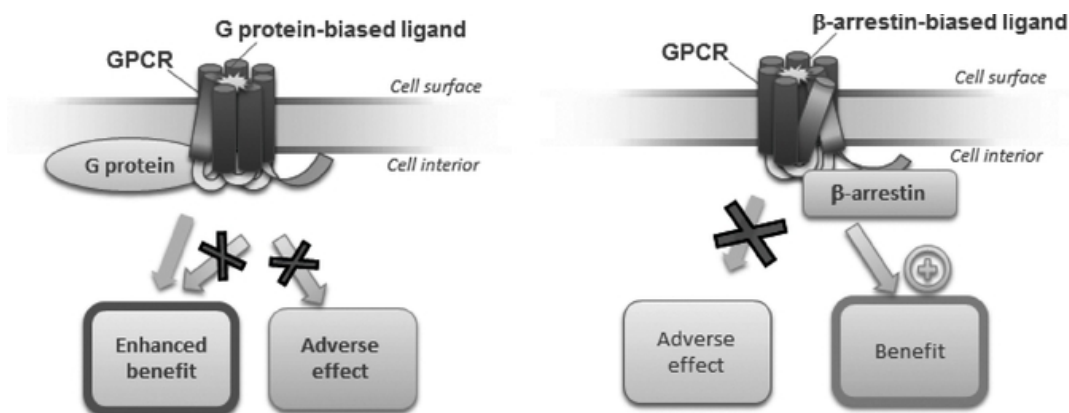 G protein-biased ligand
GPCR
Cell surface
G protein
Cell interior
Enhanced
benefit
Adverse
effect
β-arrestin-biased ligand
GPCR
Cell surface
Cell interior
β-arrestin
Adverse
effect
Benefit